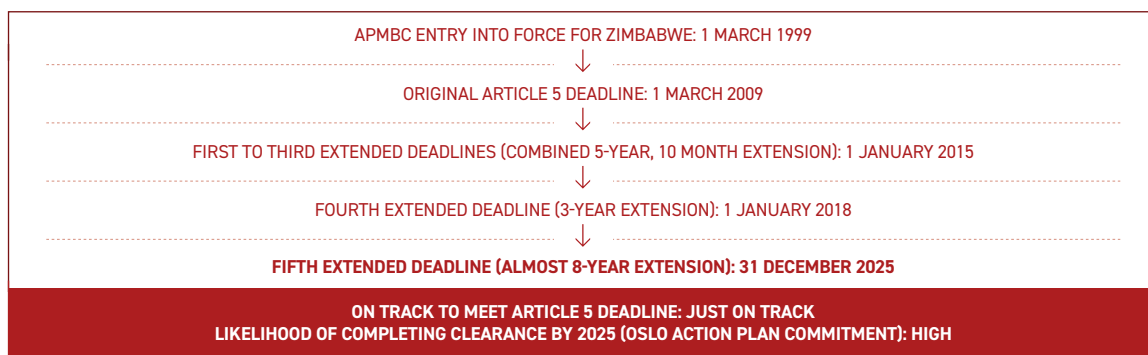 APMBC ENTRY INTO FORCE FOR ZIMBABWE: 1 MARCH 1999
ORIGINAL ARTICLE 5 DEADLINE: 1 MARCH 2009
FIRST TO THIRD EXTENDED DEADLINES (COMBINED 5-YEAR, 10 MONTH EXTENSION): 1 JANUARY 2015
FOURTH EXTENDED DEADLINE (3-YEAR EXTENSION): 1 JANUARY 2018
FIFTH EXTENDED DEADLINE (ALMOST 8-YEAR EXTENSION): 31 DECEMBER 2025
ON TRACK TO MEET ARTICLE 5 DEADLINE: JUST ON TRACK
LIKELIHOOD OF COMPLETING CLEARANCE BY 2025 (OSLO ACTION PLAN COMMITMENT): HIGH